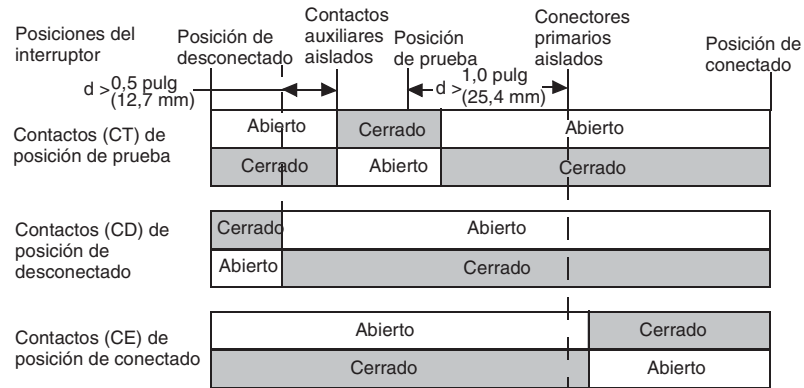 Posiciones del
interruptor
Posición de
desconectado
Contactos
auxiliares
aislados
Posición
de prueba
Conectores
primarios
aislados
Posición de
conectado
d > 0,5 pulg
(12,7 mm)
d > 1,0 pulg
(25,4 mm)
Contactos (CT) de
posición de prueba
Abierto Cerrado Abierto
Cerrado Abierto Cerrado
Contactos (CD) de
posición de
desconectado
Cerrado Abierto
Abierto Cerrado
Contactos (CE) de
posición de conectado
Abierto Cerrado
Cerrado Abierto